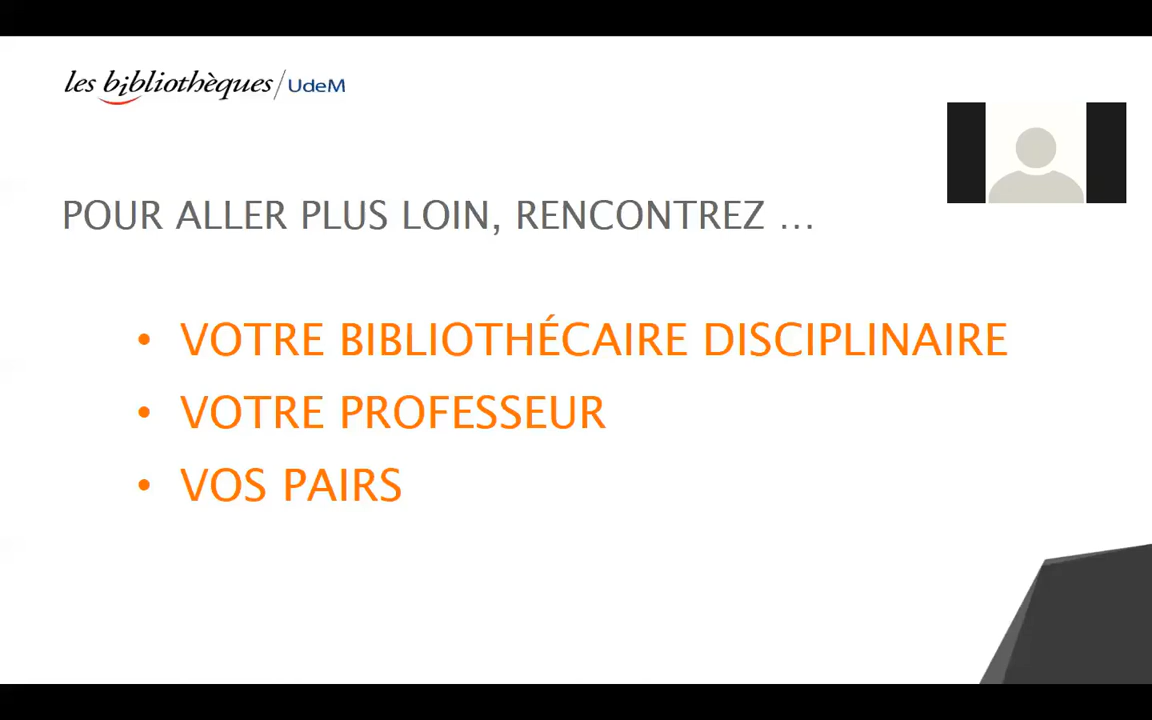 les bibliothèques/UdeM
POUR ALLER PLUS LOIN, RENCONTREZ ...
• VOTRE BIBLIOTHÉCAIRE DISCIPLINAIRE
• VOTRE PROFESSEUR
• VOS PAIRS